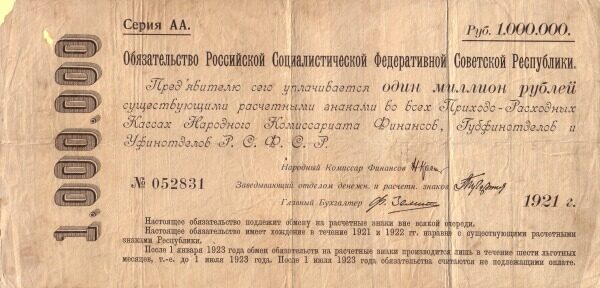 Серия АА.
Руб. 1.000.000.
1.000.000
Обязательство Российской Социалистической Федеративной Советской Республики.
Пред'явителю сего уплачивается один миллион рублей
существующими расчетными знаками во всех Приходо-Расходных
Кассах Народного Комиссариата Финансов, Губфинотделов и
Уфинотделов Р. С. Ф. С. Р.
Народный Комиссар Финансов
№ 052831
Заведывающий отделом денежн. и расчетн. знаков
1921 г.
Главный Бухгалтер
Настоящее обязательство подлежит обмену на расчетные знаки вне всякой очереди.
Настоящее обязательство имеет хождение в течение 1921 и 1922 гг. наравне с существующими расчетными
знаками Республики.
После 1 января 1923 года обмен обязательств на расчетные знаки производится лишь в течение шести льготных
месяцев, т.-е. до 1 июля 1923 года. После 1 июля 1923 года обязательства считаются не подлежащими оплате.